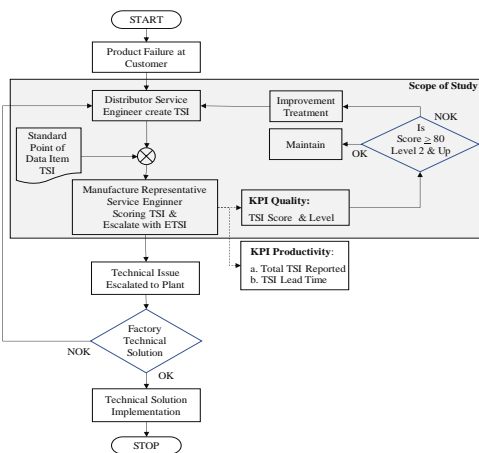 START
Product Failure at
Customer
Scope of Study
Distributor Service
Engineer create TSI
Improvement
Treatment
NOK
Standard
Point of
Data Item
TSI
Maintain
OK
Is
Score ≥ 80
Level 2 & Up
Manufacture Representative
Service Enginner
Scoring TSI &
Escalate with ETSI
KPI Quality:
TSI Score & Level
KPI Productivity:
a. Total TSI Reported
b. TSI Lead Time
Technical Issue
Escalated to Plant
Factory
Technical
Solution
NOK
OK
Technical Solution
Implementation
STOP